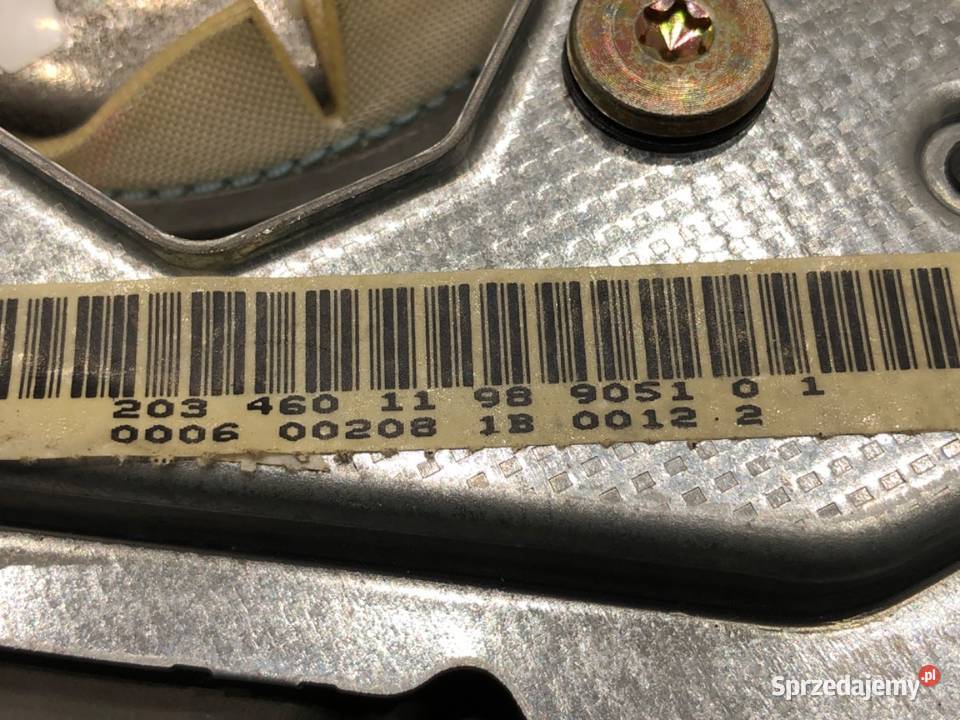 203 460 11 98 9051 0 1
0006 00208 1B 0012 2
Sprzedajemy.pl